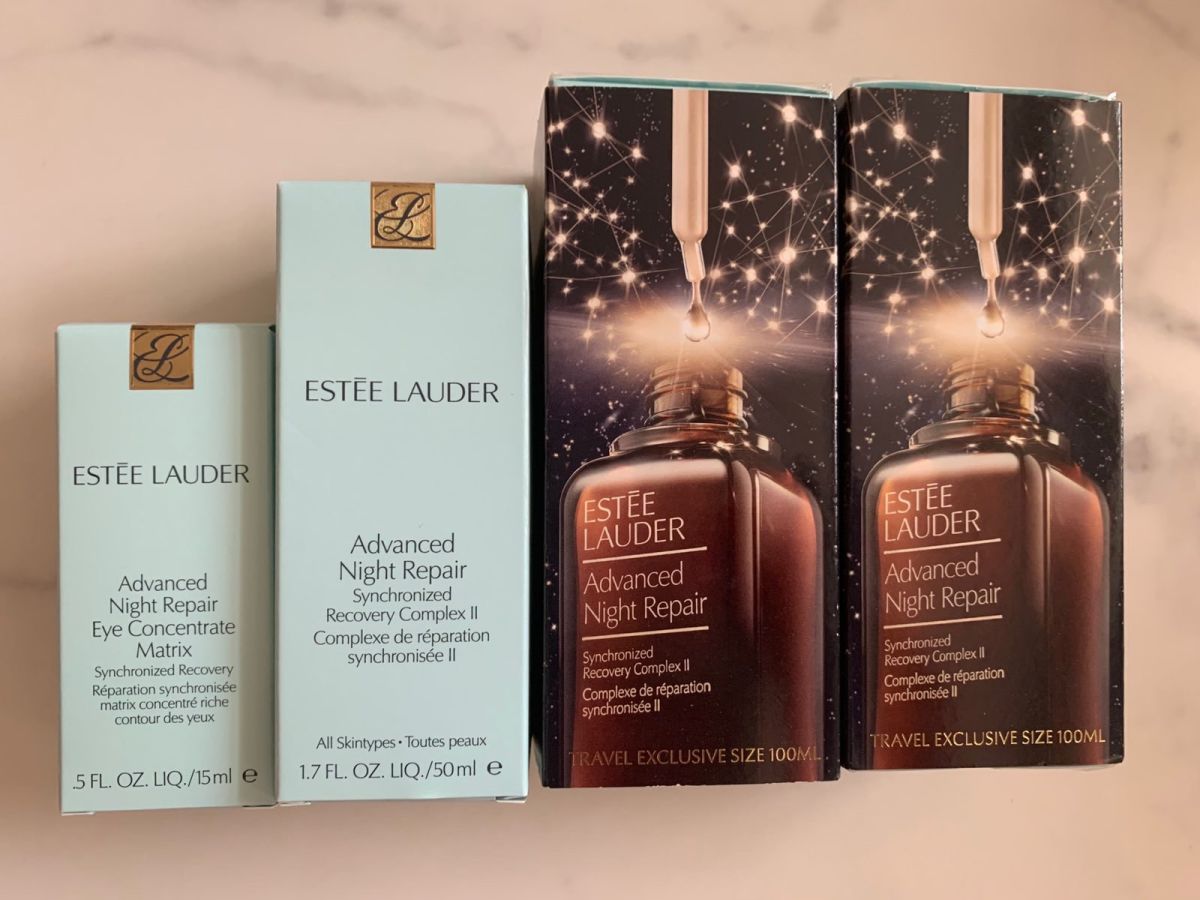 ESTĒE LAUDER
Advanced
Night Repair
Eye Concentrate
Matrix
Synchronized Recovery
Réparation synchronisée
matrix concentré riche
contour des yeux
.5 FL. OZ. LIQ./15 ml e
ESTĒE LAUDER
Advanced
Night Repair
Synchronized
Recovery Complex II
Complexe de réparation
synchronisée II
All Skintypes • Toutes peaux
1.7 FL. OZ. LIQ./50 ml e
ESTĒE
LAUDER
Advanced
Night Repair
Synchronized
Recovery Complex II
Complexe de réparation
synchronisée II
TRAVEL EXCLUSIVE SIZE 100ML
ESTĒE
LAUDER
Advanced
Night Repair
Synchronized
Recovery Complex II
Complexe de réparation
synchronisée II
TRAVEL EXCLUSIVE SIZE 100ML